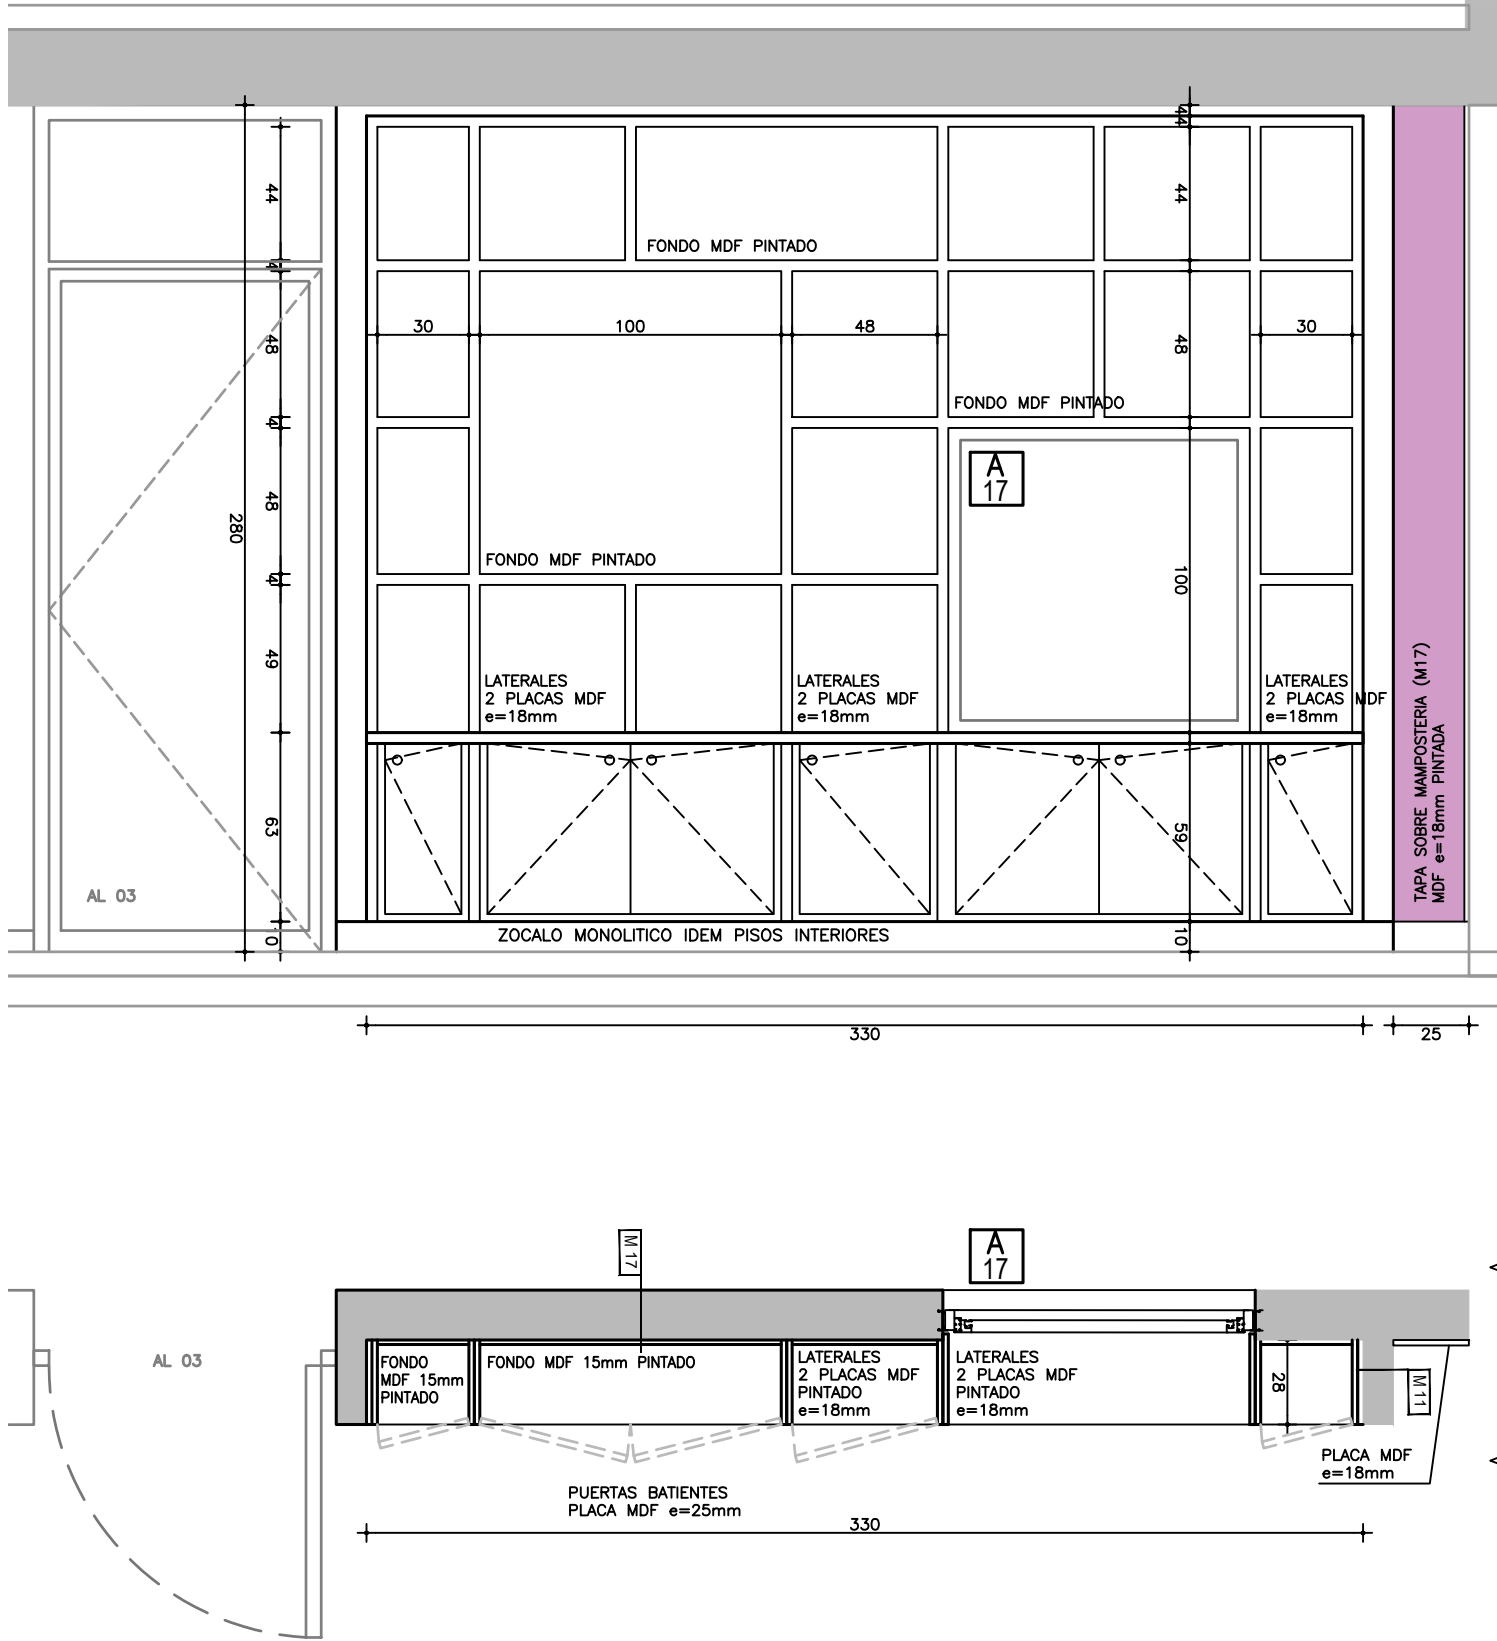 44
44
44
FONDO MDF PINTADO
4
30
100
48
30
48
48
FONDO MDF PINTADO
4
A
17
48
280
FONDO MDF PINTADO
4
100
49
LATERALES
2 PLACAS MDF
e=18mm
LATERALES
2 PLACAS MDF
e=18mm
LATERALES
2 PLACAS MDF
e=18mm
TAPA SOBRE MAMPOSTERIA (M17)
MDF e=18mm PINTADA
63
59
AL 03
10
ZOCALO MONOLITICO IDEM PISOS INTERIORES
10
330
25
M 17
A
17
AL 03
FONDO
MDF 15mm
PINTADO
FONDO MDF 15mm PINTADO
LATERALES
2 PLACAS MDF
PINTADO
e=18mm
LATERALES
2 PLACAS MDF
PINTADO
e=18mm
28
M 11
PLACA MDF
e=18mm
PUERTAS BATIENTES
PLACA MDF e=25mm
330